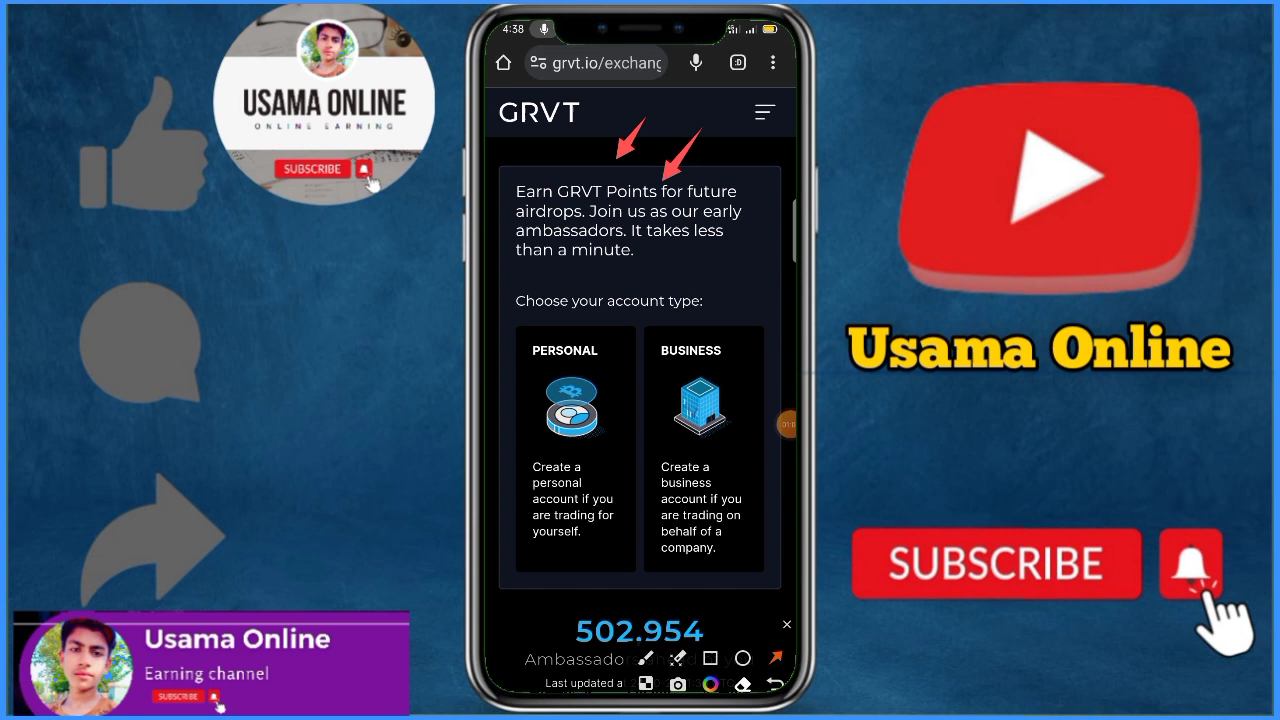 USAMA ONLINE
ONLINE EARNING
SUBSCRIBE
4:38
grvt.io/exchang
GRVT
Earn GRVT Points for future
airdrops. Join us as our early
ambassadors. It takes less
than a minute.
Choose your account type:
PERSONAL
Create a
personal
account if you
are trading for
yourself.
BUSINESS
Create a
business
account if you
are trading on
behalf of a
company.
502,954
Last updated a
Usama Online
SUBSCRIBE
Usama Online
Earning channel
SUBSCRIBE